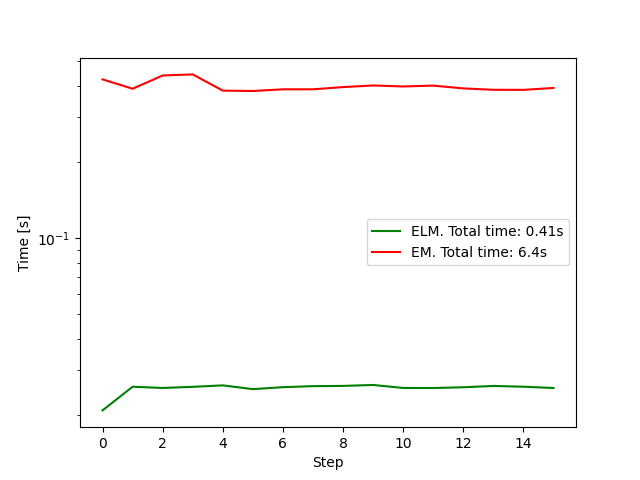 Time [s]
10⁻¹
ELM. Total time: 0.41s
EM. Total time: 6.4s
0 2 4 6 8 10 12 14
Step